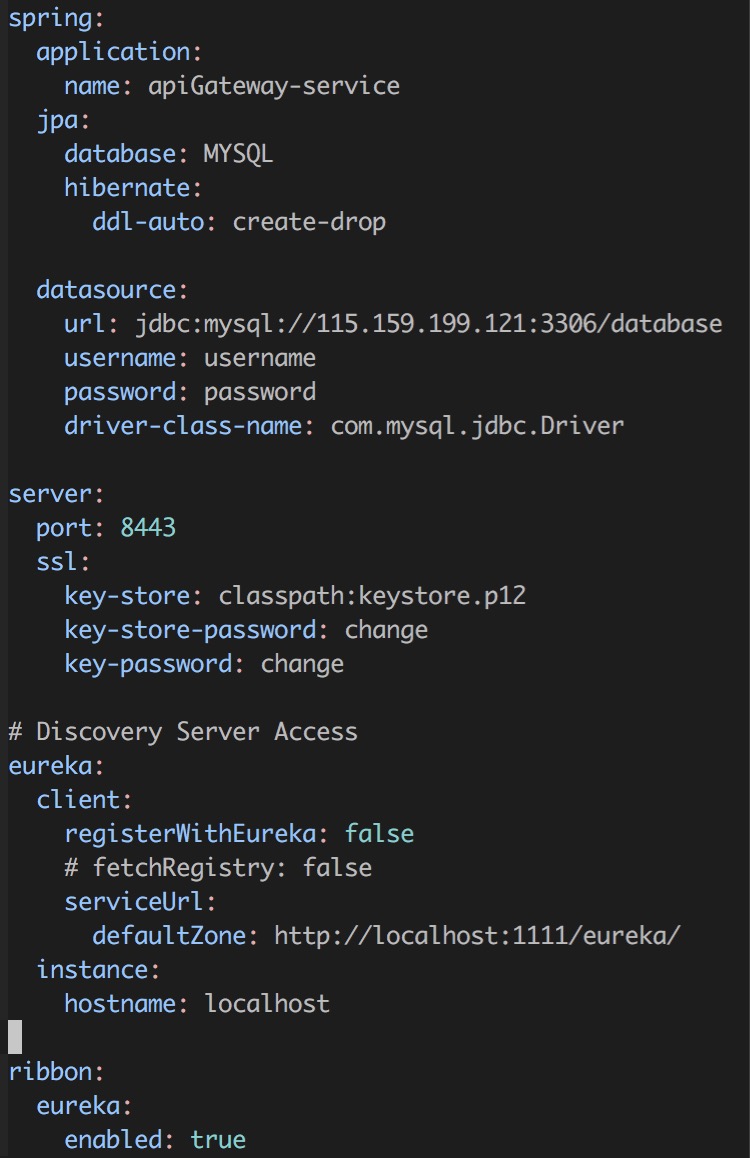 spring:
  application:
    name: apiGateway-service
  jpa:
    database: MYSQL
    hibernate:
      ddl-auto: create-drop

  datasource:
    url: jdbc:mysql://115.159.199.121:3306/database
    username: username
    password: password
    driver-class-name: com.mysql.jdbc.Driver

server:
  port: 8443
  ssl:
    key-store: classpath:keystore.p12
    key-store-password: change
    key-password: change

# Discovery Server Access
eureka:
  client:
    registerWithEureka: false
    # fetchRegistry: false
    serviceUrl:
      defaultZone: http://localhost:1111/eureka/
  instance:
    hostname: localhost

ribbon:
  eureka:
    enabled: true